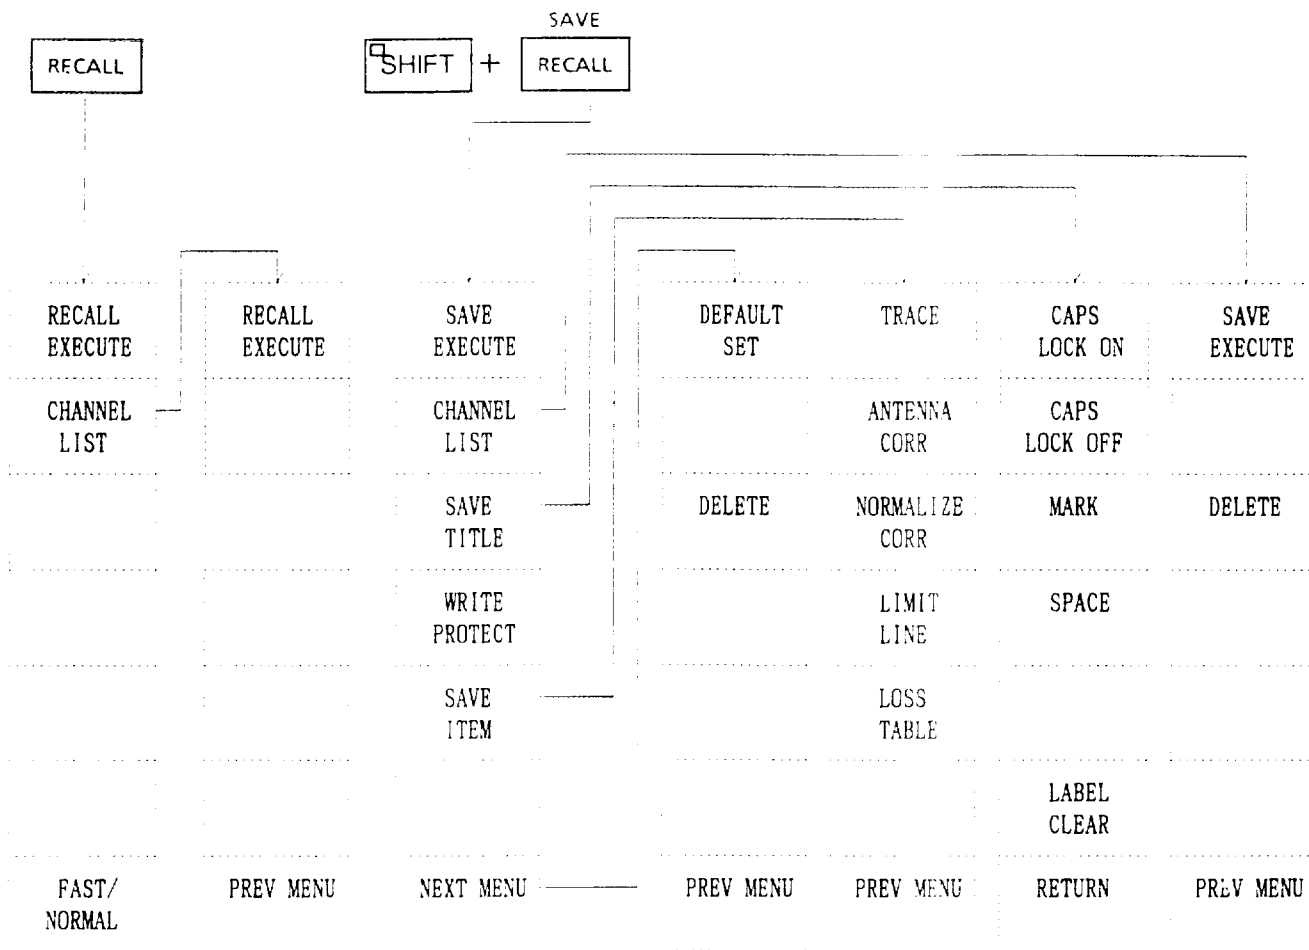 SAVE
RECALL
SHIFT + RECALL
RECALL EXECUTE
RECALL EXECUTE
SAVE EXECUTE
DEFAULT SET
TRACE
CAPS LOCK ON
SAVE EXECUTE
CHANNEL LIST
CHANNEL LIST
ANTENNA CORR
CAPS LOCK OFF
SAVE TITLE
DELETE
NORMALIZE CORR
MARK
DELETE
WRITE PROTECT
LIMIT LINE
SPACE
SAVE ITEM
LOSS TABLE
LABEL CLEAR
FAST/ NORMAL
PREV MENU
NEXT MENU
PREV MENU
PREV MENU
RETURN
PREV MENU